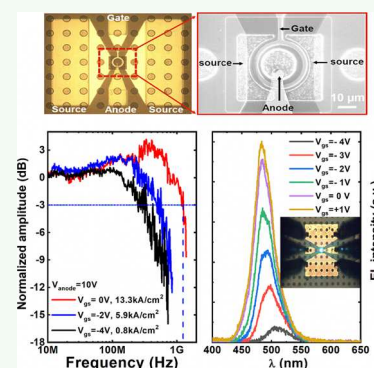 Gate
Source
Anode
Source
Gate
source
source
Anode
10 μm
Normalized amplitude (dB)
3
0
-3
-6
-9
-12
-15
-18
V_anode=10V
V_gs= 0V, 13.3kA/cm²
V_gs=-2V, 5.9kA/cm²
V_gs=-4V, 0.8kA/cm²
10M
100M
1G
Frequency (Hz)
V_gs=- 4V
V_gs=- 3V
V_gs=- 2V
V_gs=- 1V
V_gs= 0 V
V_gs=+1V
EL intensity
400
450
500
550
600
650
λ (nm)